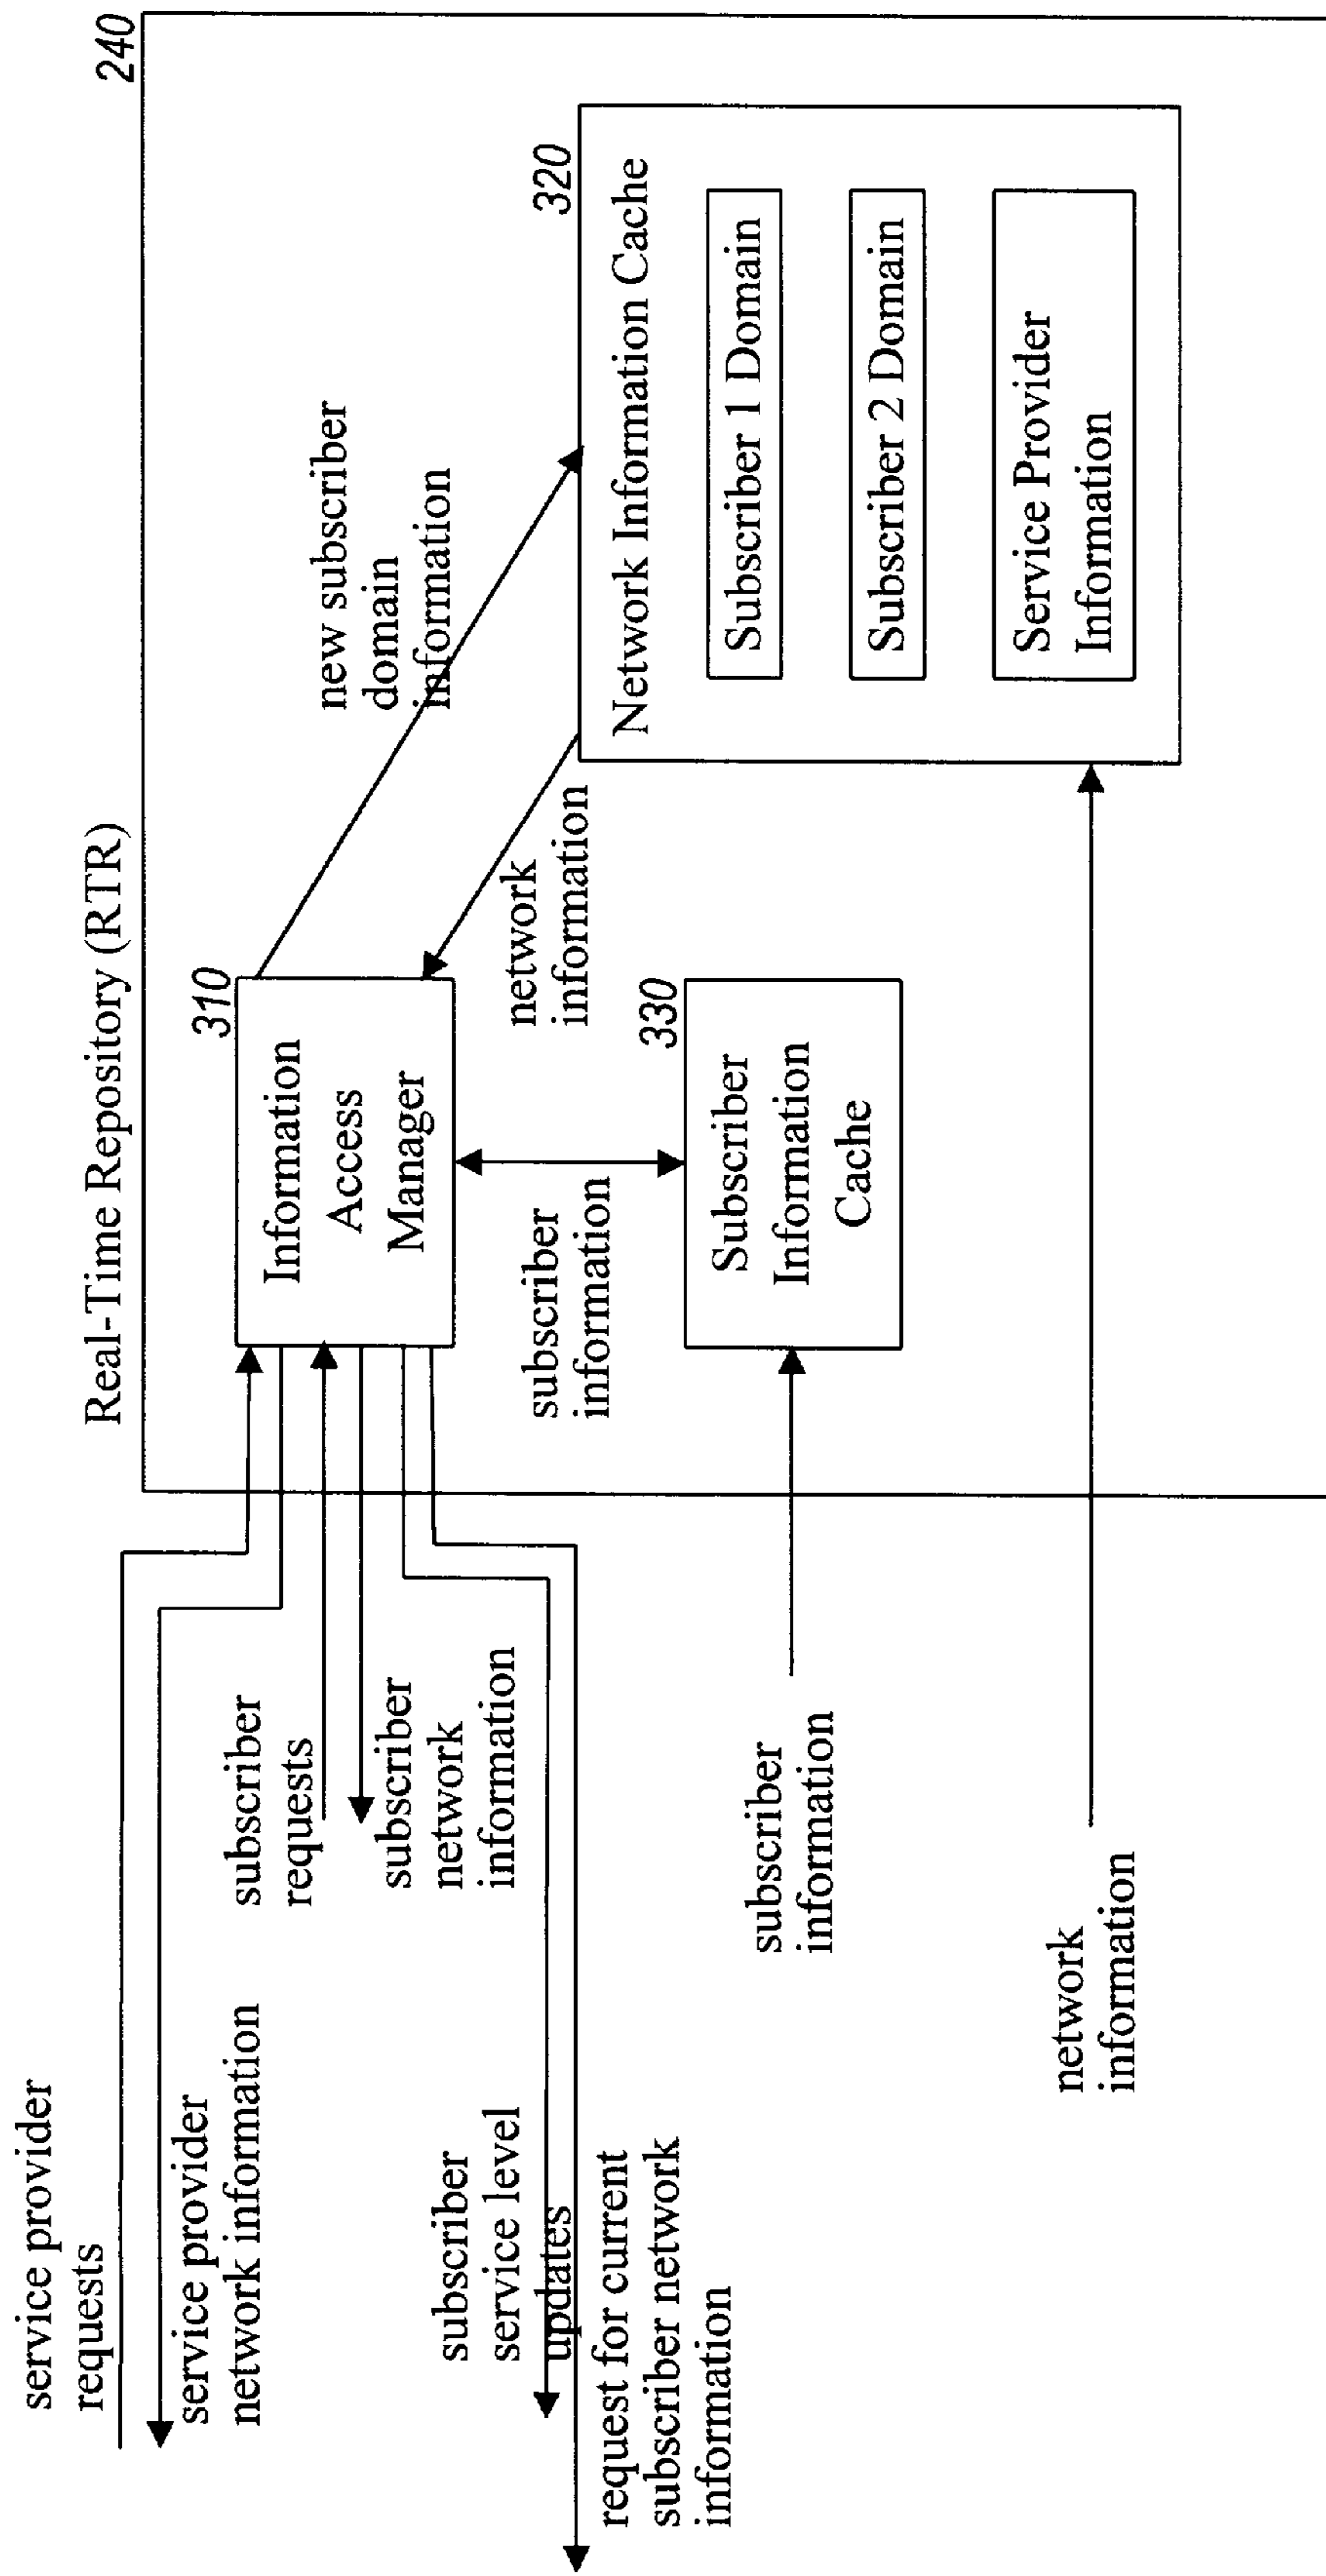 Real-Time Repository (RTR)
240
service provider
requests
service provider
network information
subscriber
requests
subscriber
network
information
subscriber
service level
updates
request for current
subscriber network
information
310
Information
Access
Manager
new subscriber
domain
information
network
information
subscriber
information
330
Subscriber
Information
Cache
320
Network Information Cache
Subscriber 1 Domain
Subscriber 2 Domain
Service Provider
Information
subscriber
information
network
information